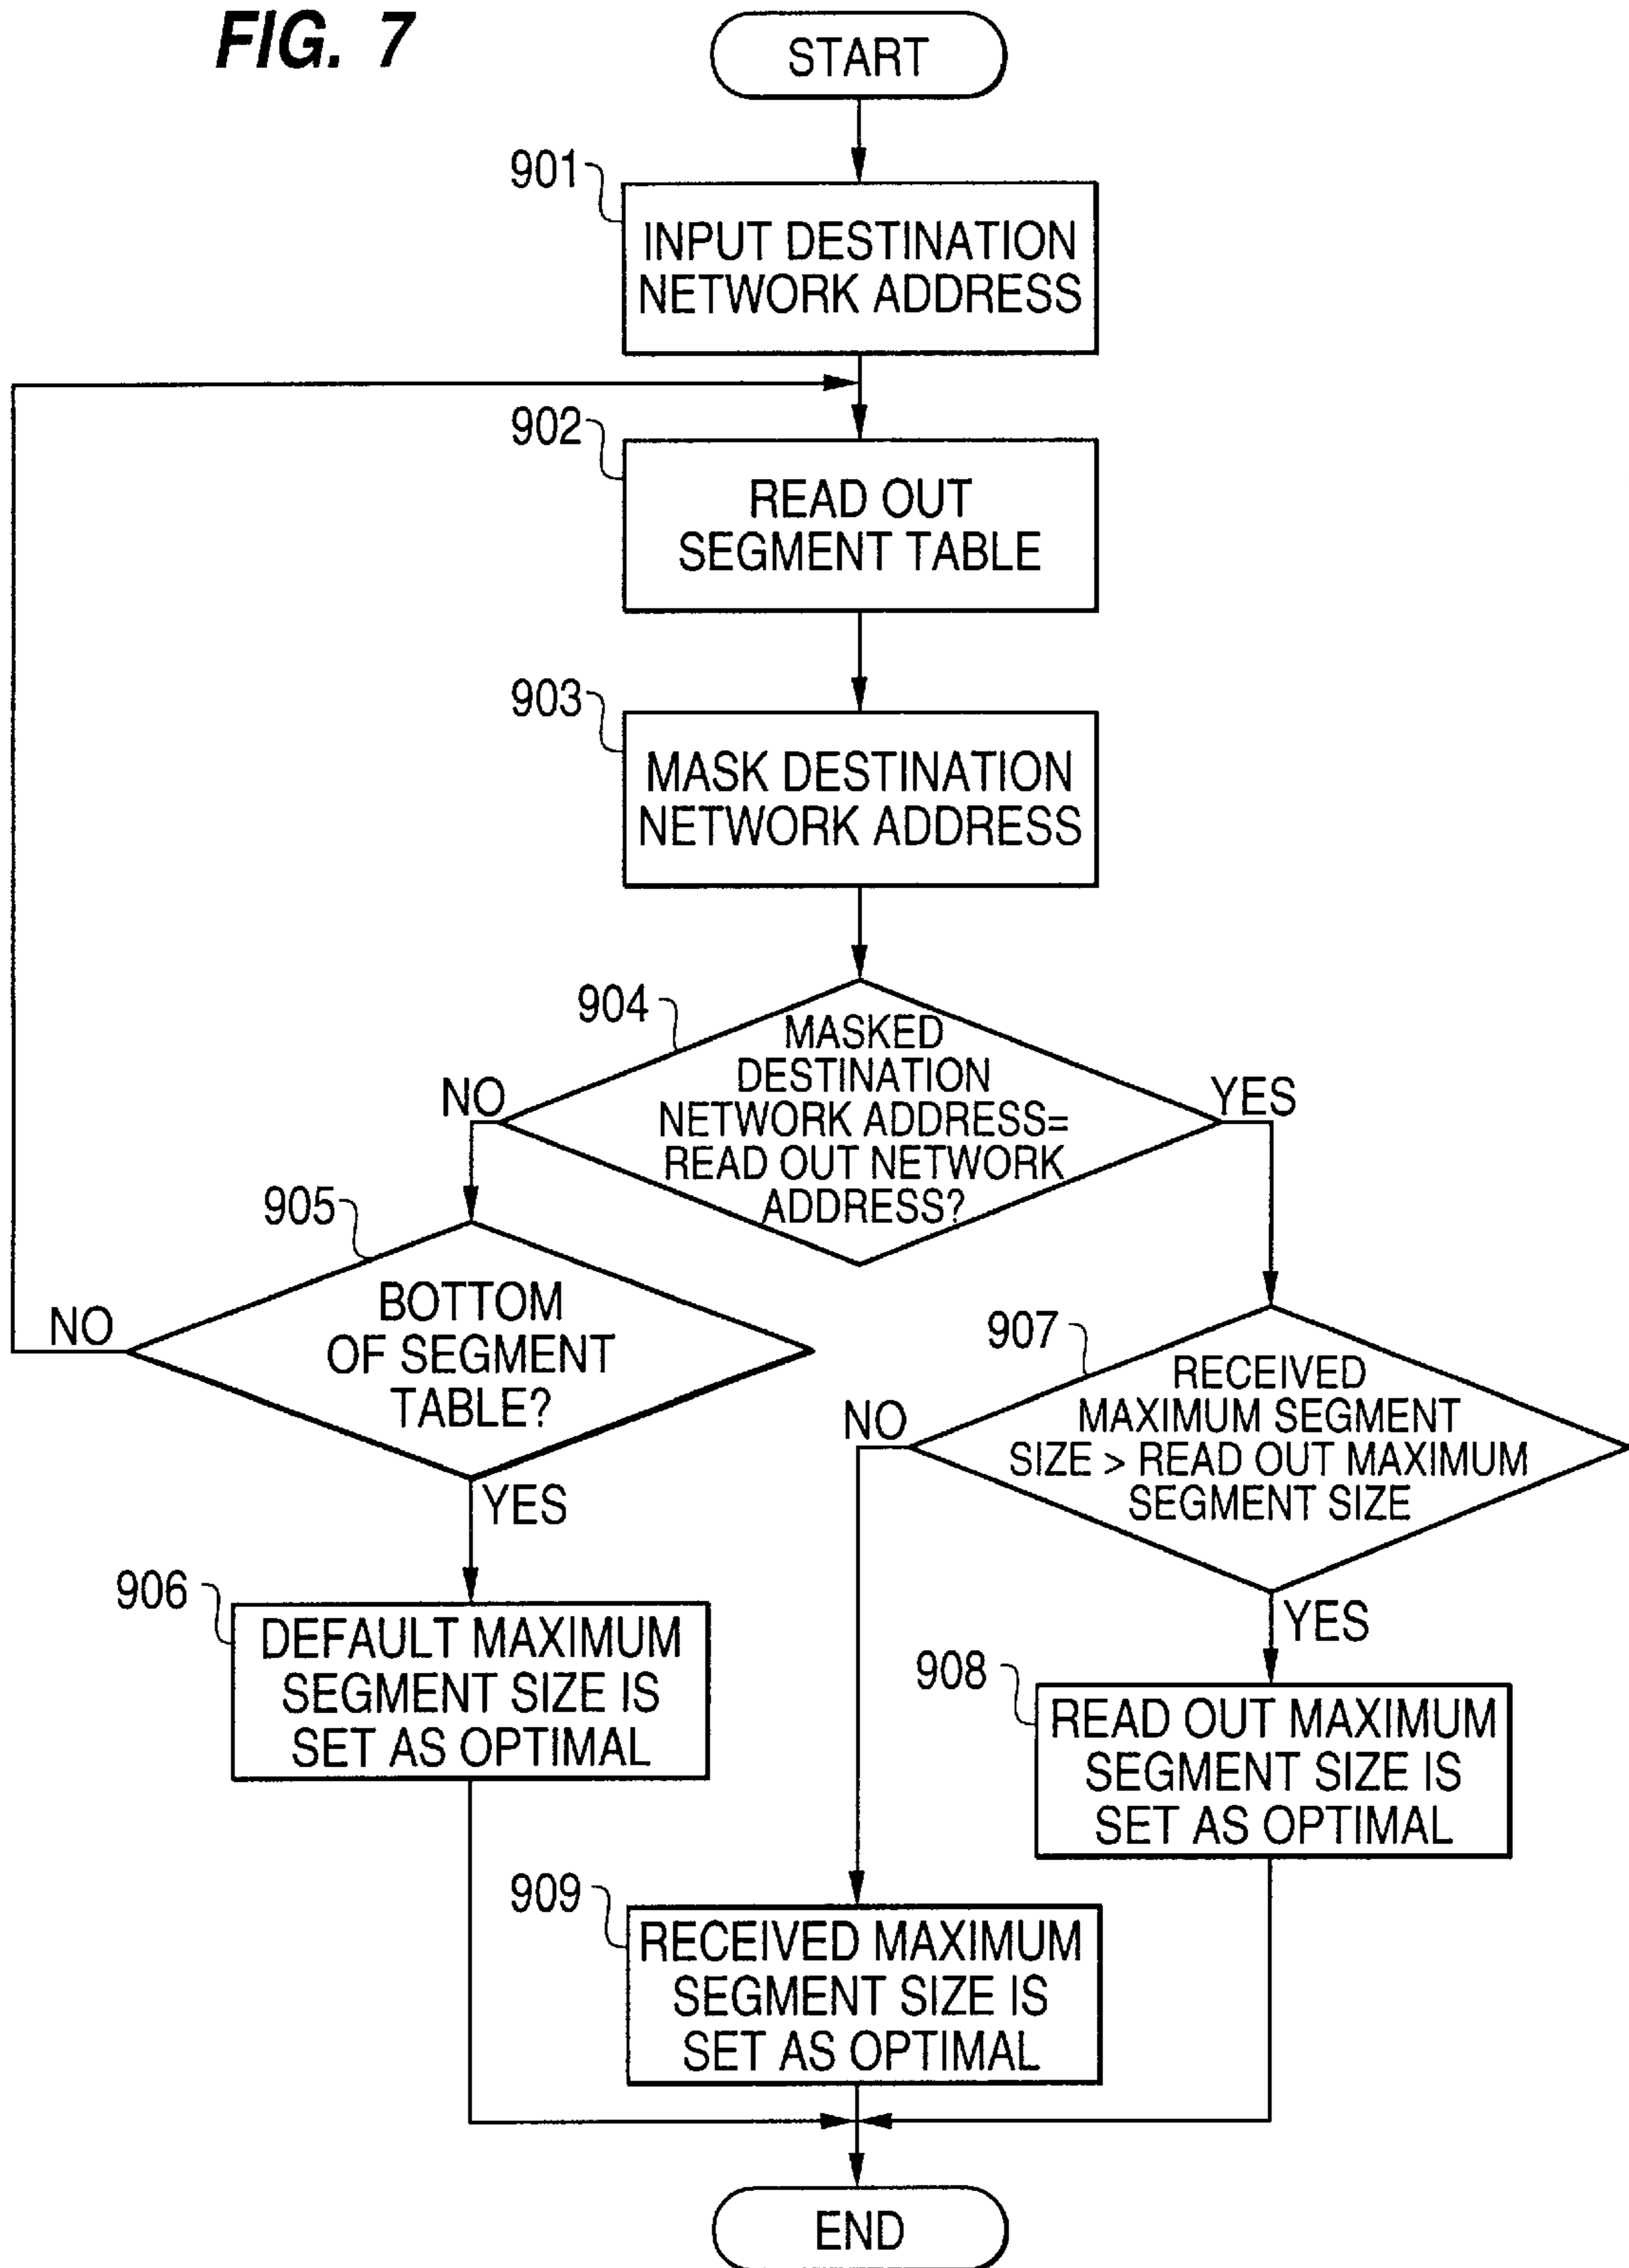 FIG. 7
START
901
INPUT DESTINATION
NETWORK ADDRESS
902
READ OUT
SEGMENT TABLE
903
MASK DESTINATION
NETWORK ADDRESS
904
MASKED
DESTINATION
NETWORK ADDRESS=
READ OUT NETWORK
ADDRESS?
NO
YES
905
BOTTOM
OF SEGMENT
TABLE?
NO
YES
907
RECEIVED
MAXIMUM SEGMENT
SIZE > READ OUT MAXIMUM
SEGMENT SIZE
NO
YES
906
DEFAULT MAXIMUM
SEGMENT SIZE IS
SET AS OPTIMAL
908
READ OUT MAXIMUM
SEGMENT SIZE IS
SET AS OPTIMAL
909
RECEIVED MAXIMUM
SEGMENT SIZE IS
SET AS OPTIMAL
END